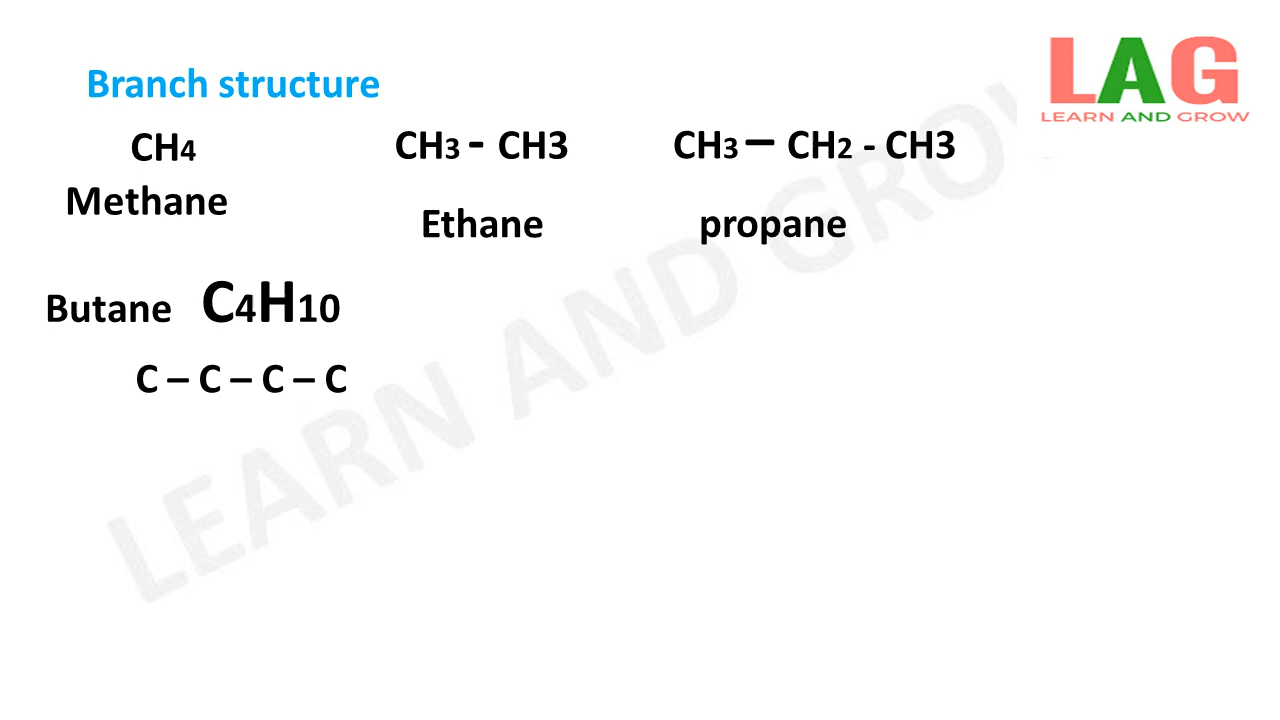 LAG
LEARN AND GROW
Branch structure
CH4 CH3 - CH3 CH3 – CH2 - CH3
Methane Ethane propane
Butane C4H10
C – C – C – C
LEARN AND GROW